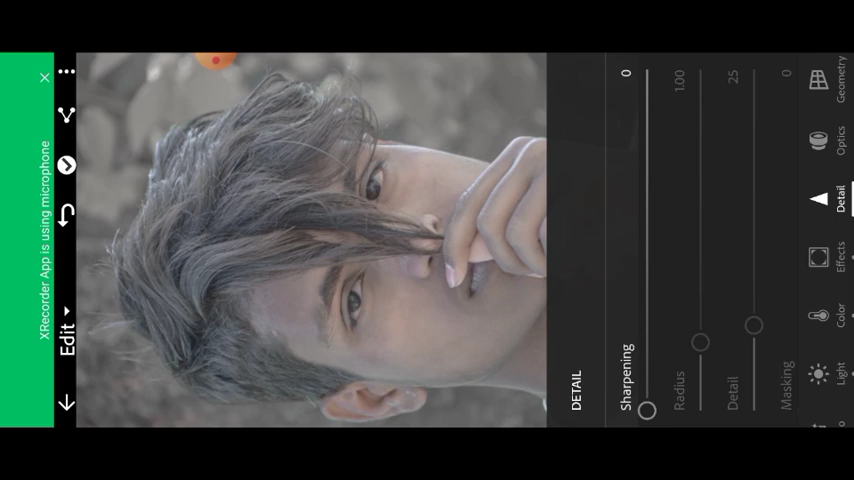 XRecorder App is using microphone
Edit
DETAIL
Sharpening 0
Radius 1.00
Detail 25
Masking 0
Light
Color
Effects
Detail
Optics
Geometry